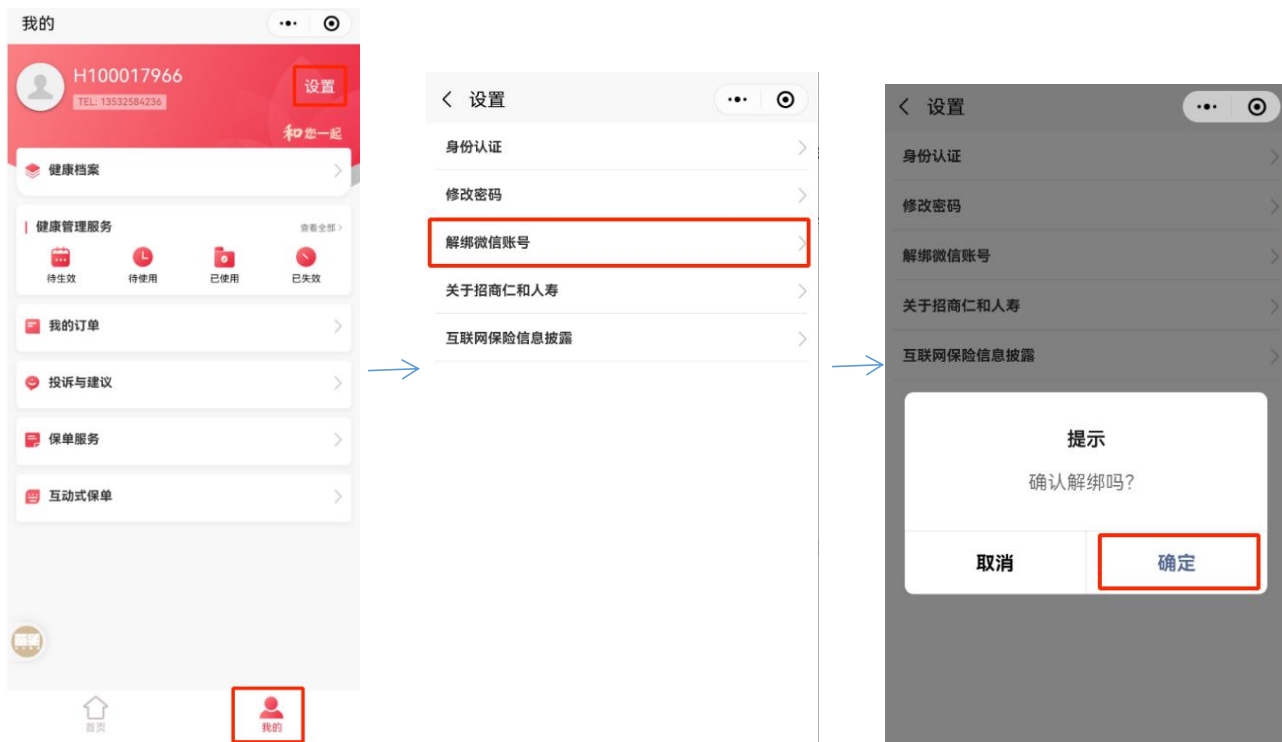 我的
H100017966
设置
TEL: 13532584236
和您一起
健康档案
健康管理服务
查看全部
待生效
待使用
已使用
已失效
我的订单
投诉与建议
保单服务
互动式保单
首页
我的
设置
身份认证
修改密码
解绑微信账号
关于招商仁和人寿
互联网保险信息披露
设置
身份认证
修改密码
解绑微信账号
关于招商仁和人寿
互联网保险信息披露
提示
确认解绑吗?
取消
确定